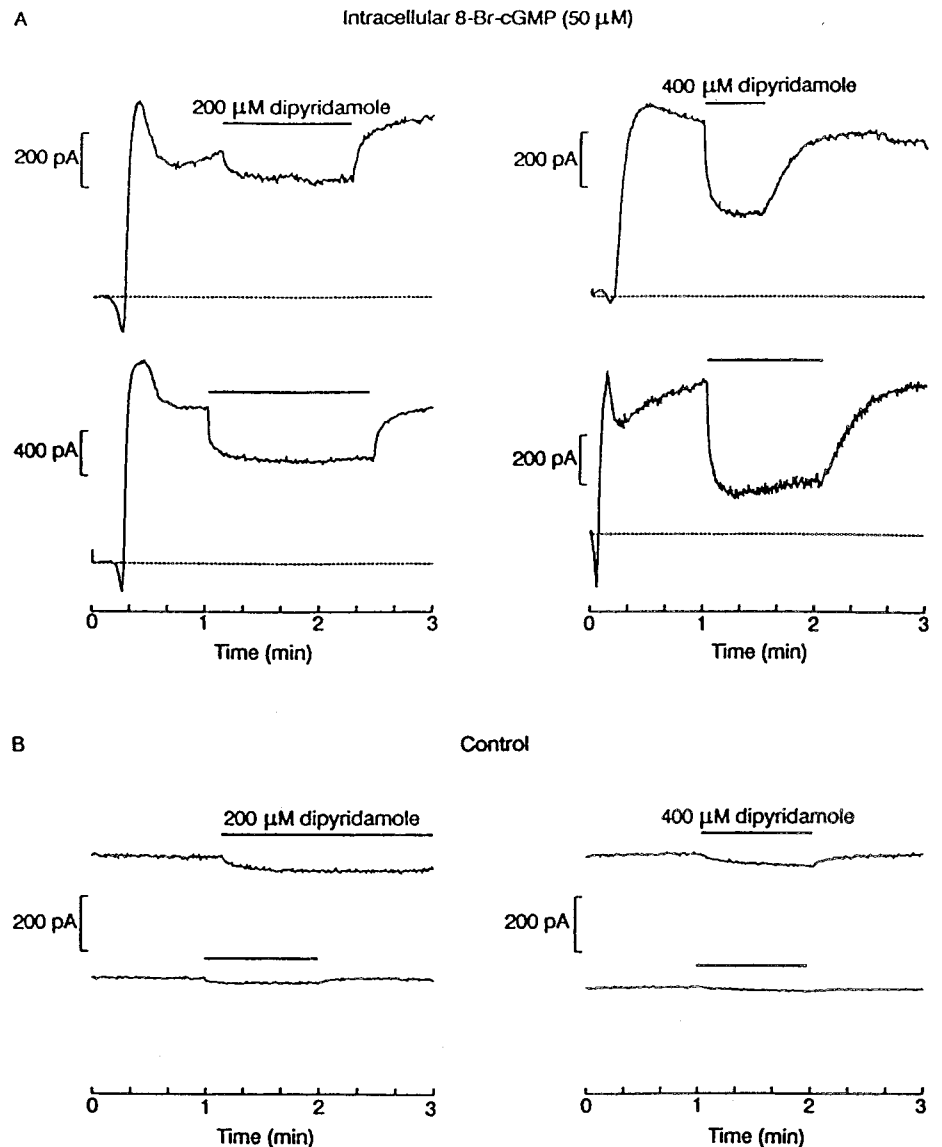 A
Intracellular 8-Br-cGMP (50 µM)
200 µM dipyridamole
200 pA
400 µM dipyridamole
200 pA
400 pA
200 pA
0 1 2 3
Time (min)
0 1 2 3
Time (min)
B
Control
200 µM dipyridamole
200 pA
400 µM dipyridamole
200 pA
0 1 2 3
Time (min)
0 1 2 3
Time (min)